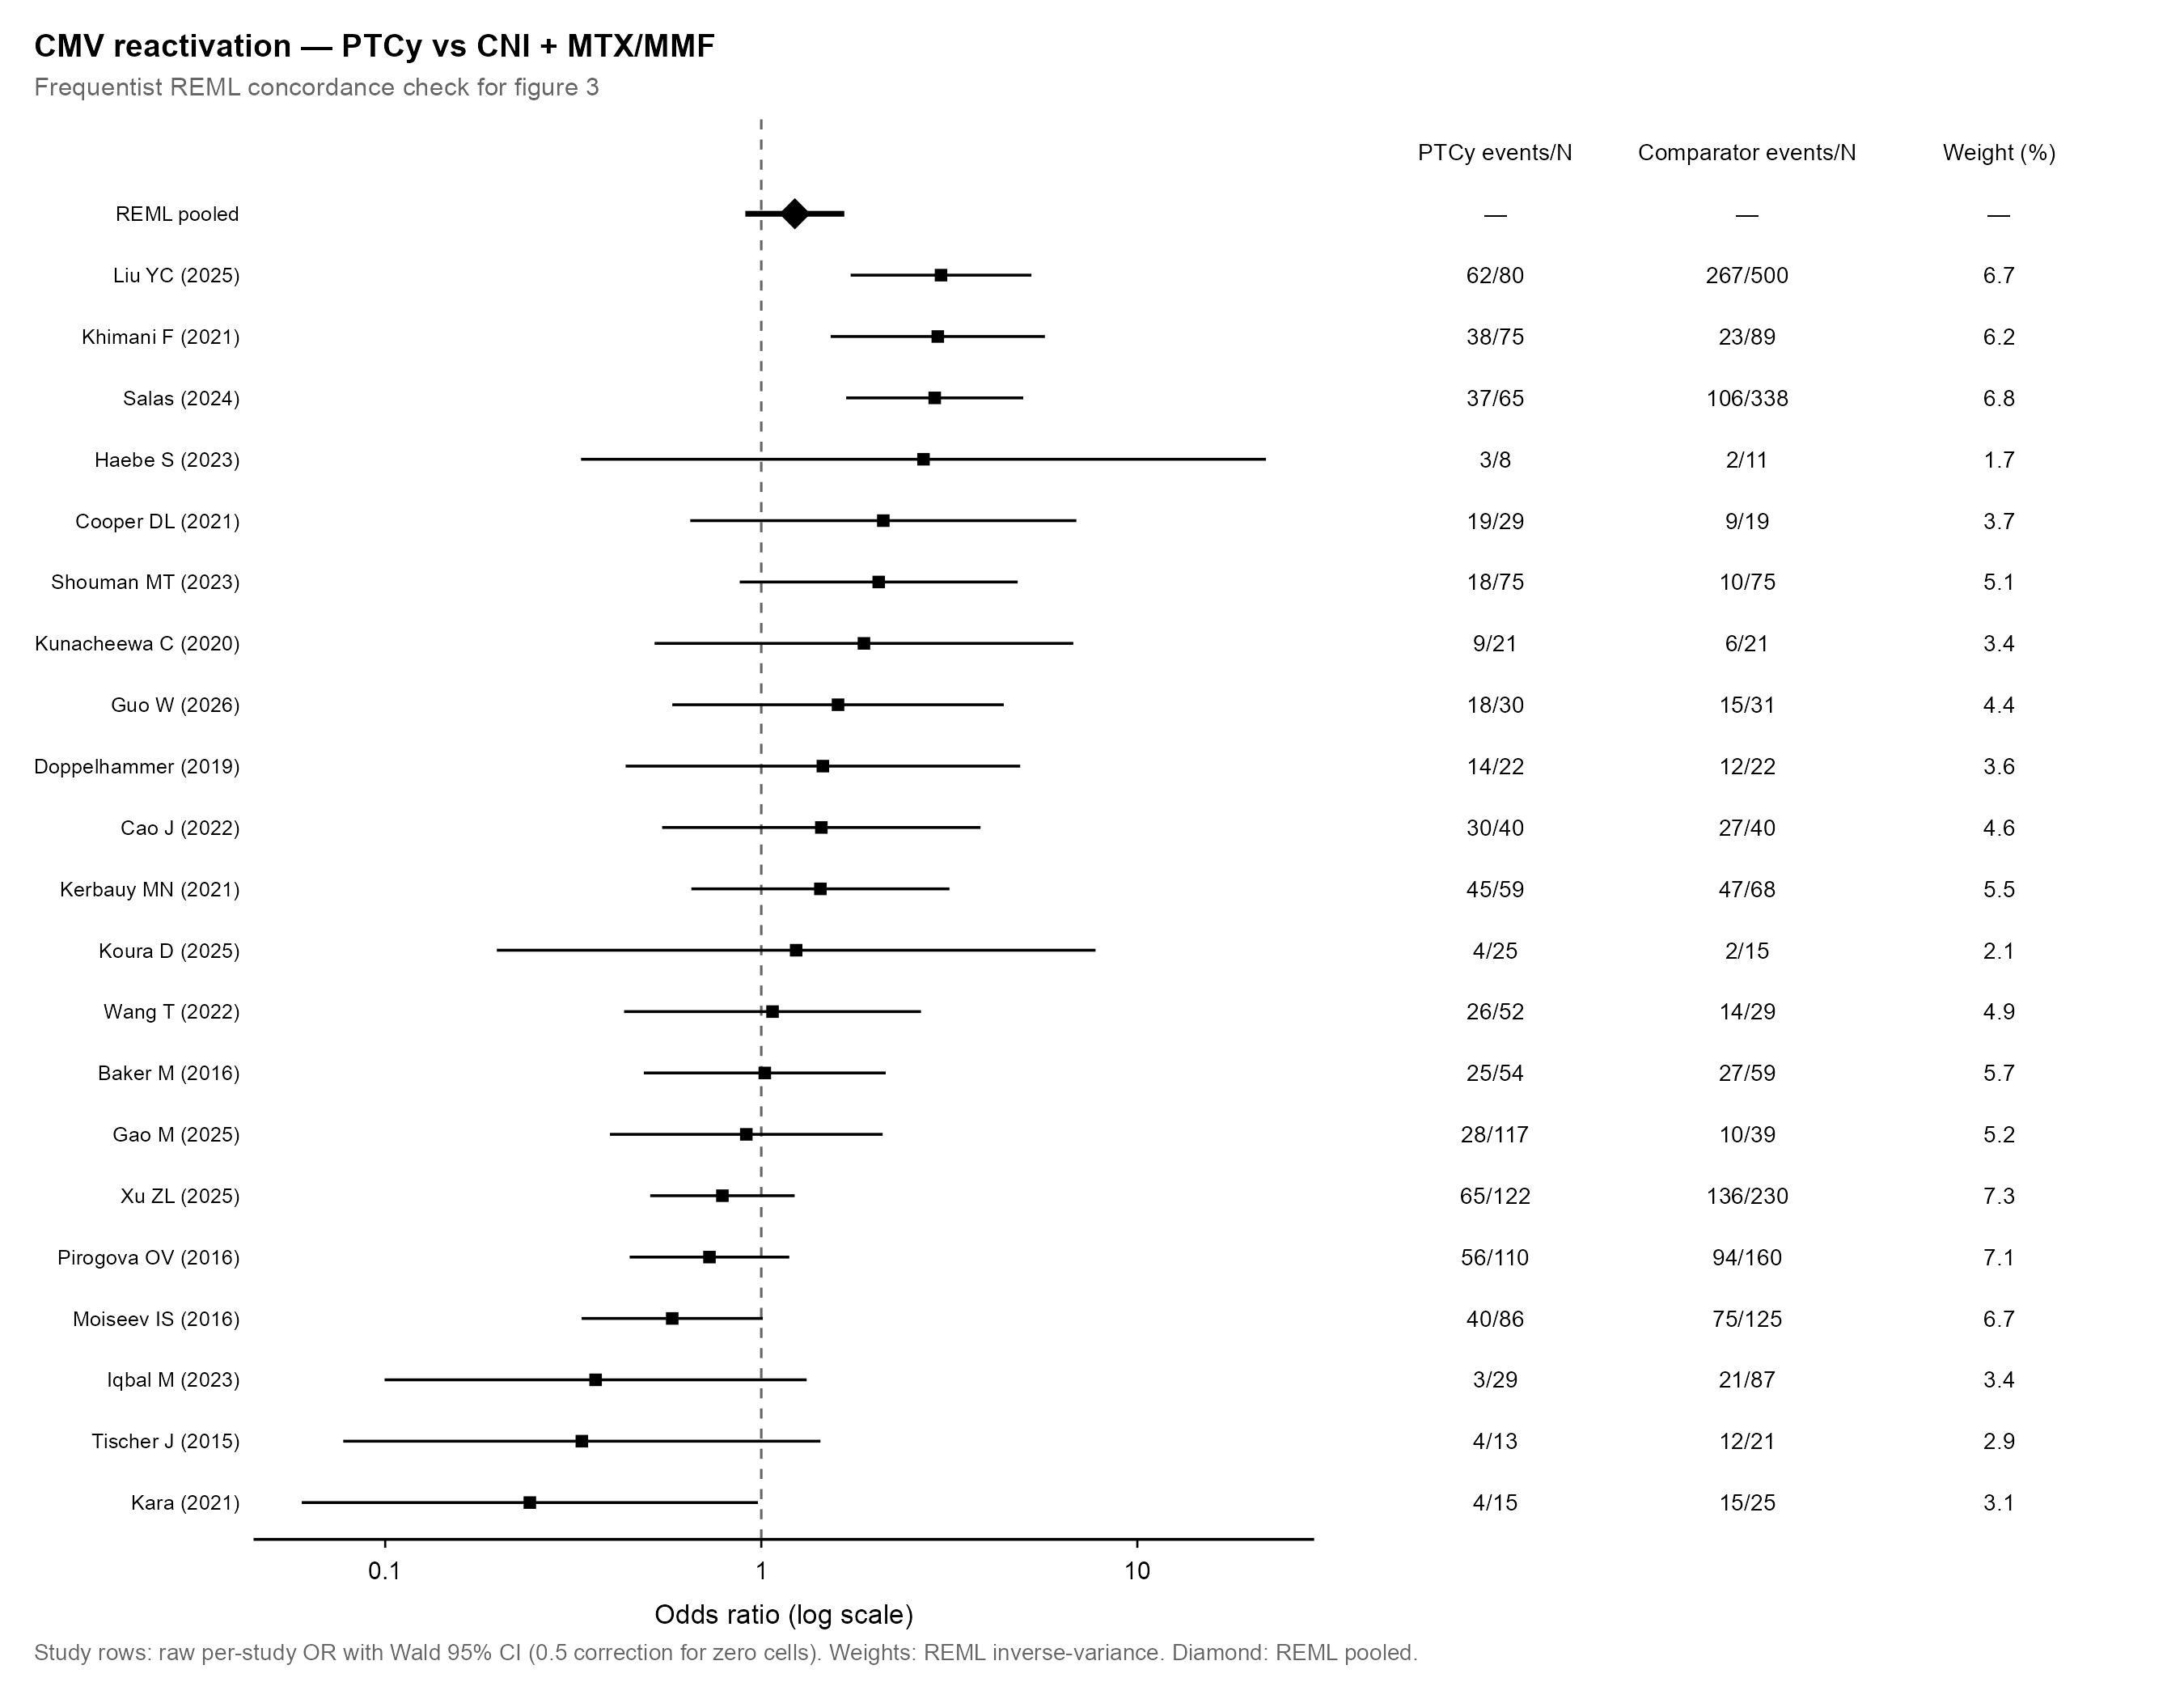 CMV reactivation — PTCy vs CNI + MTX/MMF
Frequentist REML concordance check for figure 3
PTCy events/N Comparator events/N Weight (%)
REML pooled — — —
Liu YC (2025) 62/80 267/500 6.7
Khimani F (2021) 38/75 23/89 6.2
Salas (2024) 37/65 106/338 6.8
Haebe S (2023) 3/8 2/11 1.7
Cooper DL (2021) 19/29 9/19 3.7
Shouman MT (2023) 18/75 10/75 5.1
Kunacheewa C (2020) 9/21 6/21 3.4
Guo W (2026) 18/30 15/31 4.4
Doppelhammer (2019) 14/22 12/22 3.6
Cao J (2022) 30/40 27/40 4.6
Kerbauy MN (2021) 45/59 47/68 5.5
Koura D (2025) 4/25 2/15 2.1
Wang T (2022) 26/52 14/29 4.9
Baker M (2016) 25/54 27/59 5.7
Gao M (2025) 28/117 10/39 5.2
Xu ZL (2025) 65/122 136/230 7.3
Pirogova OV (2016) 56/110 94/160 7.1
Moiseev IS (2016) 40/86 75/125 6.7
Iqbal M (2023) 3/29 21/87 3.4
Tischer J (2015) 4/13 12/21 2.9
Kara (2021) 4/15 15/25 3.1
0.1 1 10
Odds ratio (log scale)
Study rows: raw per-study OR with Wald 95% CI (0.5 correction for zero cells). Weights: REML inverse-variance. Diamond: REML pooled.